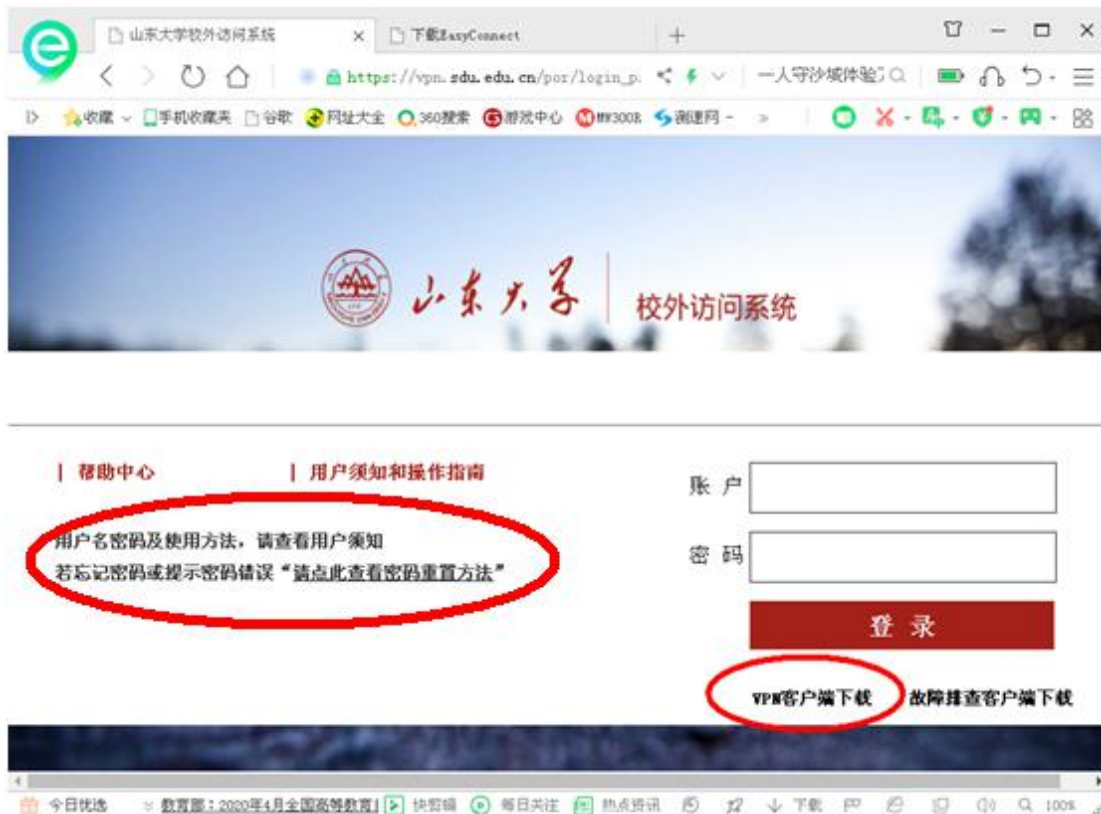 山东大学校外访问系统
下载EasyConnect
https://vpn.sdu.edu.cn/por/login_p
一人守沙城体验
收藏
手机收藏夹
谷歌
网址大全
360搜索
游戏中心
测速网
山东大学
校外访问系统
帮助中心
用户须知和操作指南
账户
用户名密码及使用方法，请查看用户须知
若忘记密码或提示密码错误“请点此查看密码重置方法”
密码
登录
VPN客户端下载
故障排查客户端下载
今日优选
教育部：2020年4月全国高等教育
快剪辑
每日关注
热点资讯
下载
100%